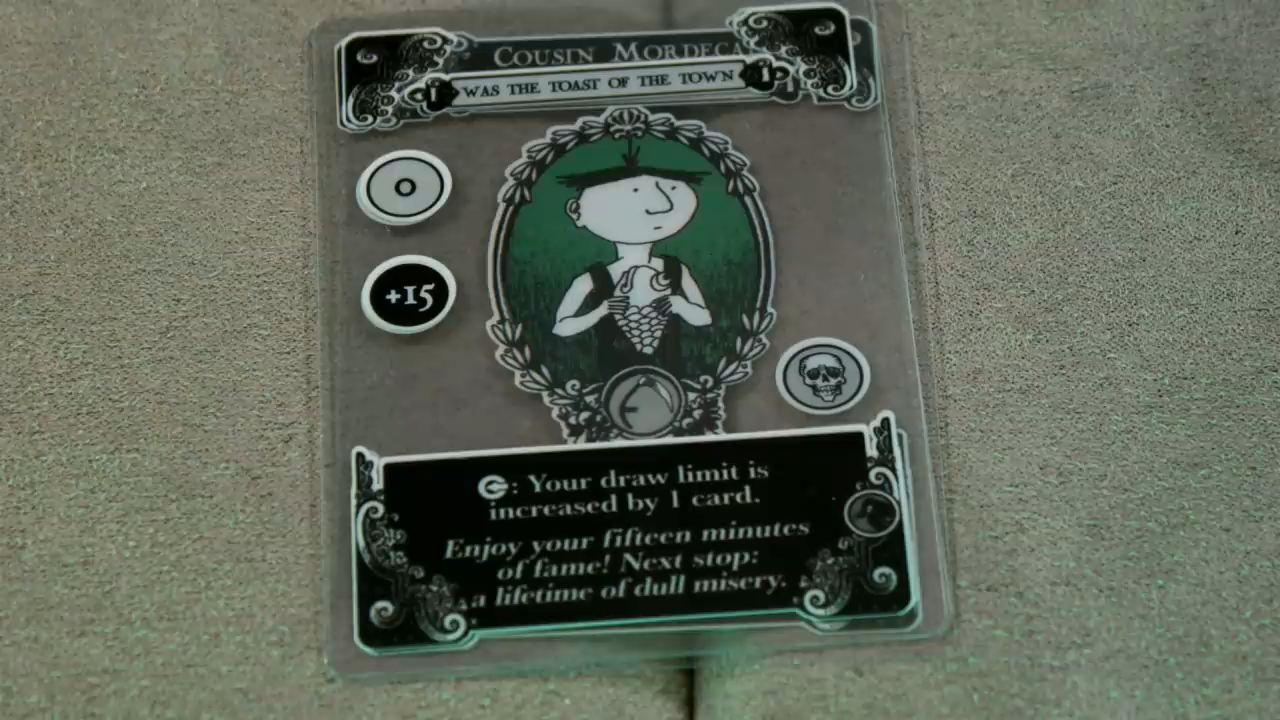 COUSIN MORDECA
WAS THE TOAST OF THE TOWN
0
+15
: Your draw limit is
increased by 1 card.
Enjoy your fifteen minutes
of fame! Next stop:
a lifetime of dull misery.